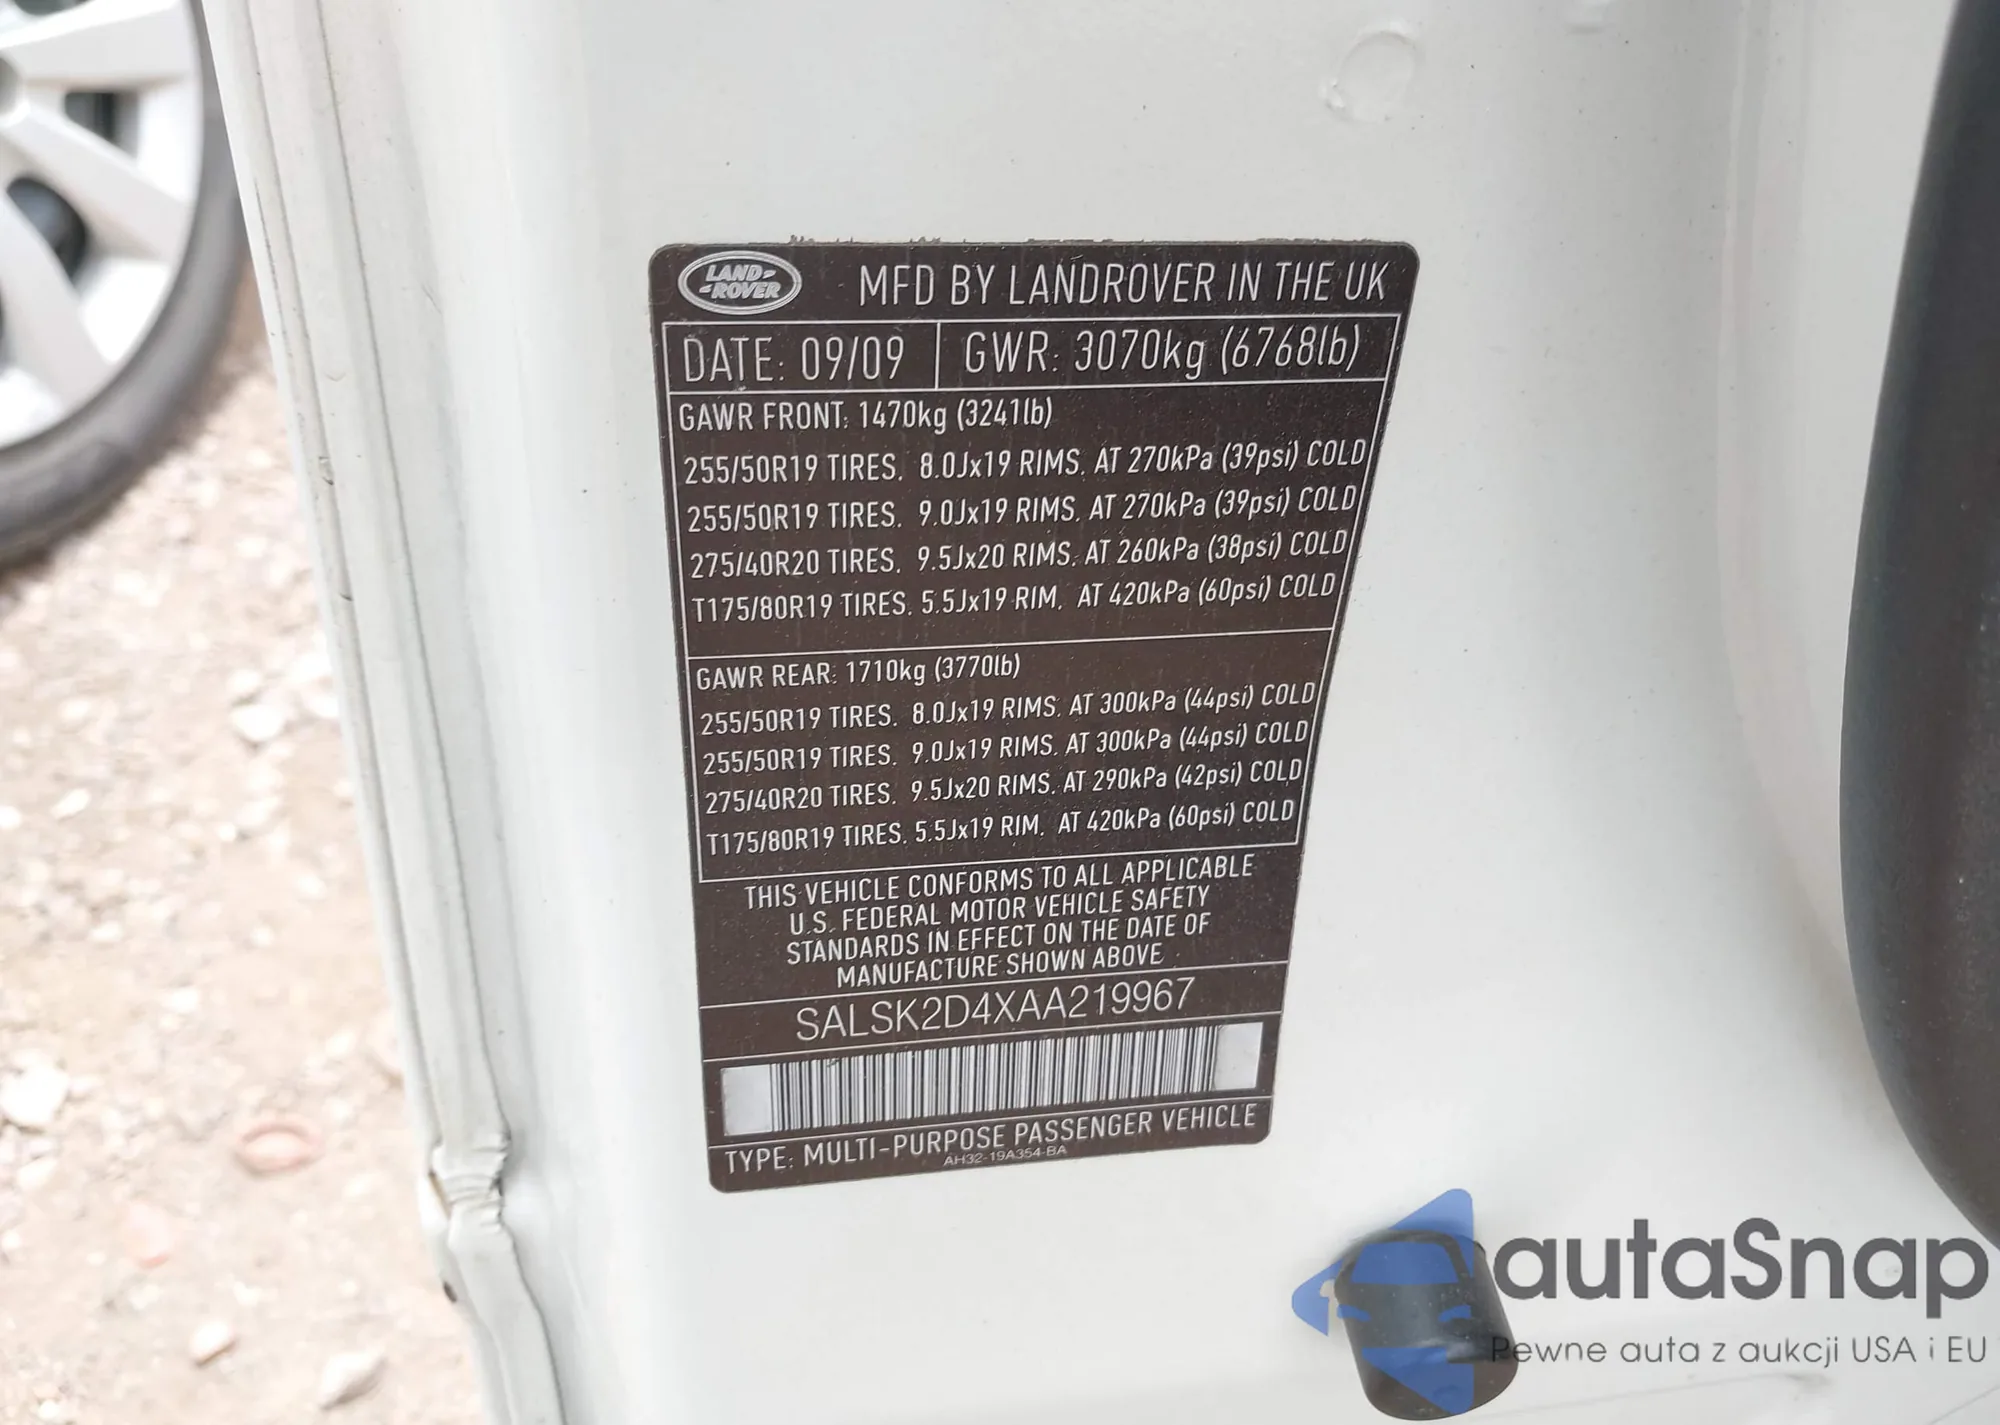 LAND-
-ROVER
MFD BY LANDROVER IN THE UK
DATE: 09/09 GWR: 3070kg (6768lb)
GAWR FRONT: 1470kg (3241lb)
255/50R19 TIRES. 8.0Jx19 RIMS. AT 270kPa (39psi) COLD
255/50R19 TIRES. 9.0Jx19 RIMS. AT 270kPa (39psi) COLD
275/40R20 TIRES. 9.5Jx20 RIMS. AT 260kPa (38psi) COLD
T175/80R19 TIRES. 5.5Jx19 RIM. AT 420kPa (60psi) COLD
GAWR REAR: 1710kg (3770lb)
255/50R19 TIRES. 8.0Jx19 RIMS. AT 300kPa (44psi) COLD
255/50R19 TIRES. 9.0Jx19 RIMS. AT 300kPa (44psi) COLD
275/40R20 TIRES. 9.5Jx20 RIMS. AT 290kPa (42psi) COLD
T175/80R19 TIRES. 5.5Jx19 RIM. AT 420kPa (60psi) COLD
THIS VEHICLE CONFORMS TO ALL APPLICABLE
U.S. FEDERAL MOTOR VEHICLE SAFETY
STANDARDS IN EFFECT ON THE DATE OF
MANUFACTURE SHOWN ABOVE
SALSK2D4XAA219967
TYPE: MULTI-PURPOSE PASSENGER VEHICLE
AH32-19A354-BA
autaSnap
Pewne auta z aukcji USA i EU